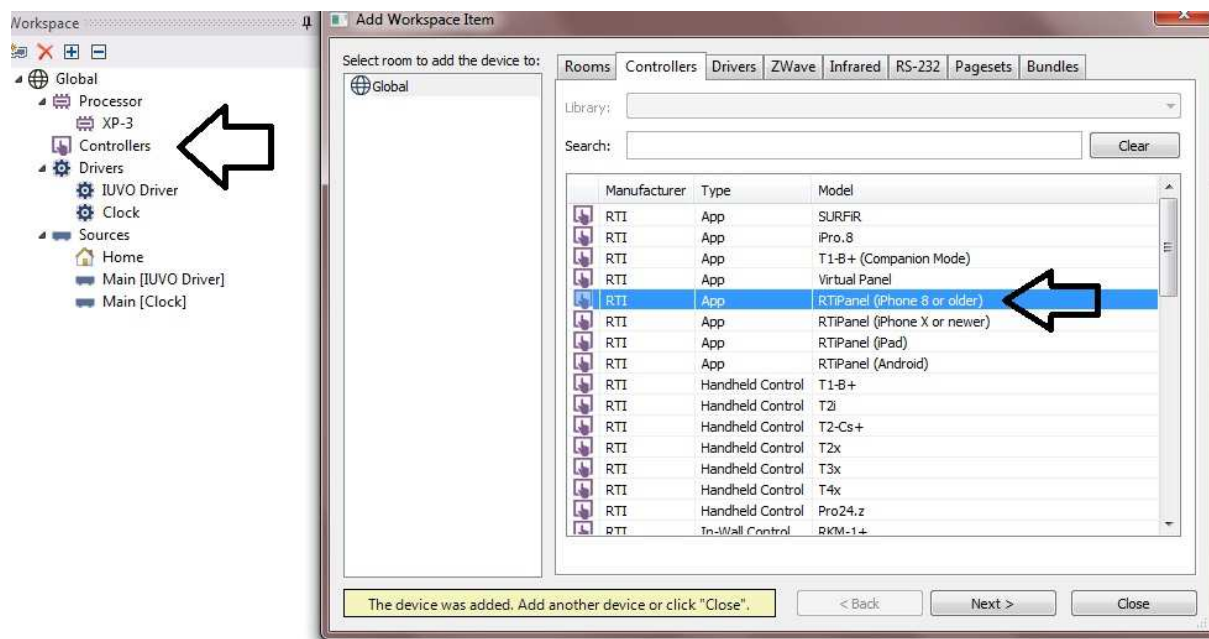 Workspace
Global
Processor
XP-3
Controllers
Drivers
IUVO Driver
Clock
Sources
Home
Main [IUVO Driver]
Main [Clock]
Add Workspace Item
Select room to add the device to:
Global
Rooms Controllers Drivers ZWave Infrared RS-232 Pagesets Bundles
Library:
Search: Clear
Manufacturer Type Model
RTI App SURFiR
RTI App iPro.8
RTI App T1-B+ (Companion Mode)
RTI App Virtual Panel
RTI App RTiPanel (iPhone 8 or older)
RTI App RTiPanel (iPhone X or newer)
RTI App RTiPanel (iPad)
RTI App RTiPanel (Android)
RTI Handheld Control T1-B+
RTI Handheld Control T2i
RTI Handheld Control T2-Cs+
RTI Handheld Control T2x
RTI Handheld Control T3x
RTI Handheld Control T4x
RTI Handheld Control Pro24.z
RTI In-Wall Control RKM-1+
The device was added. Add another device or click "Close".
< Back Next > Close